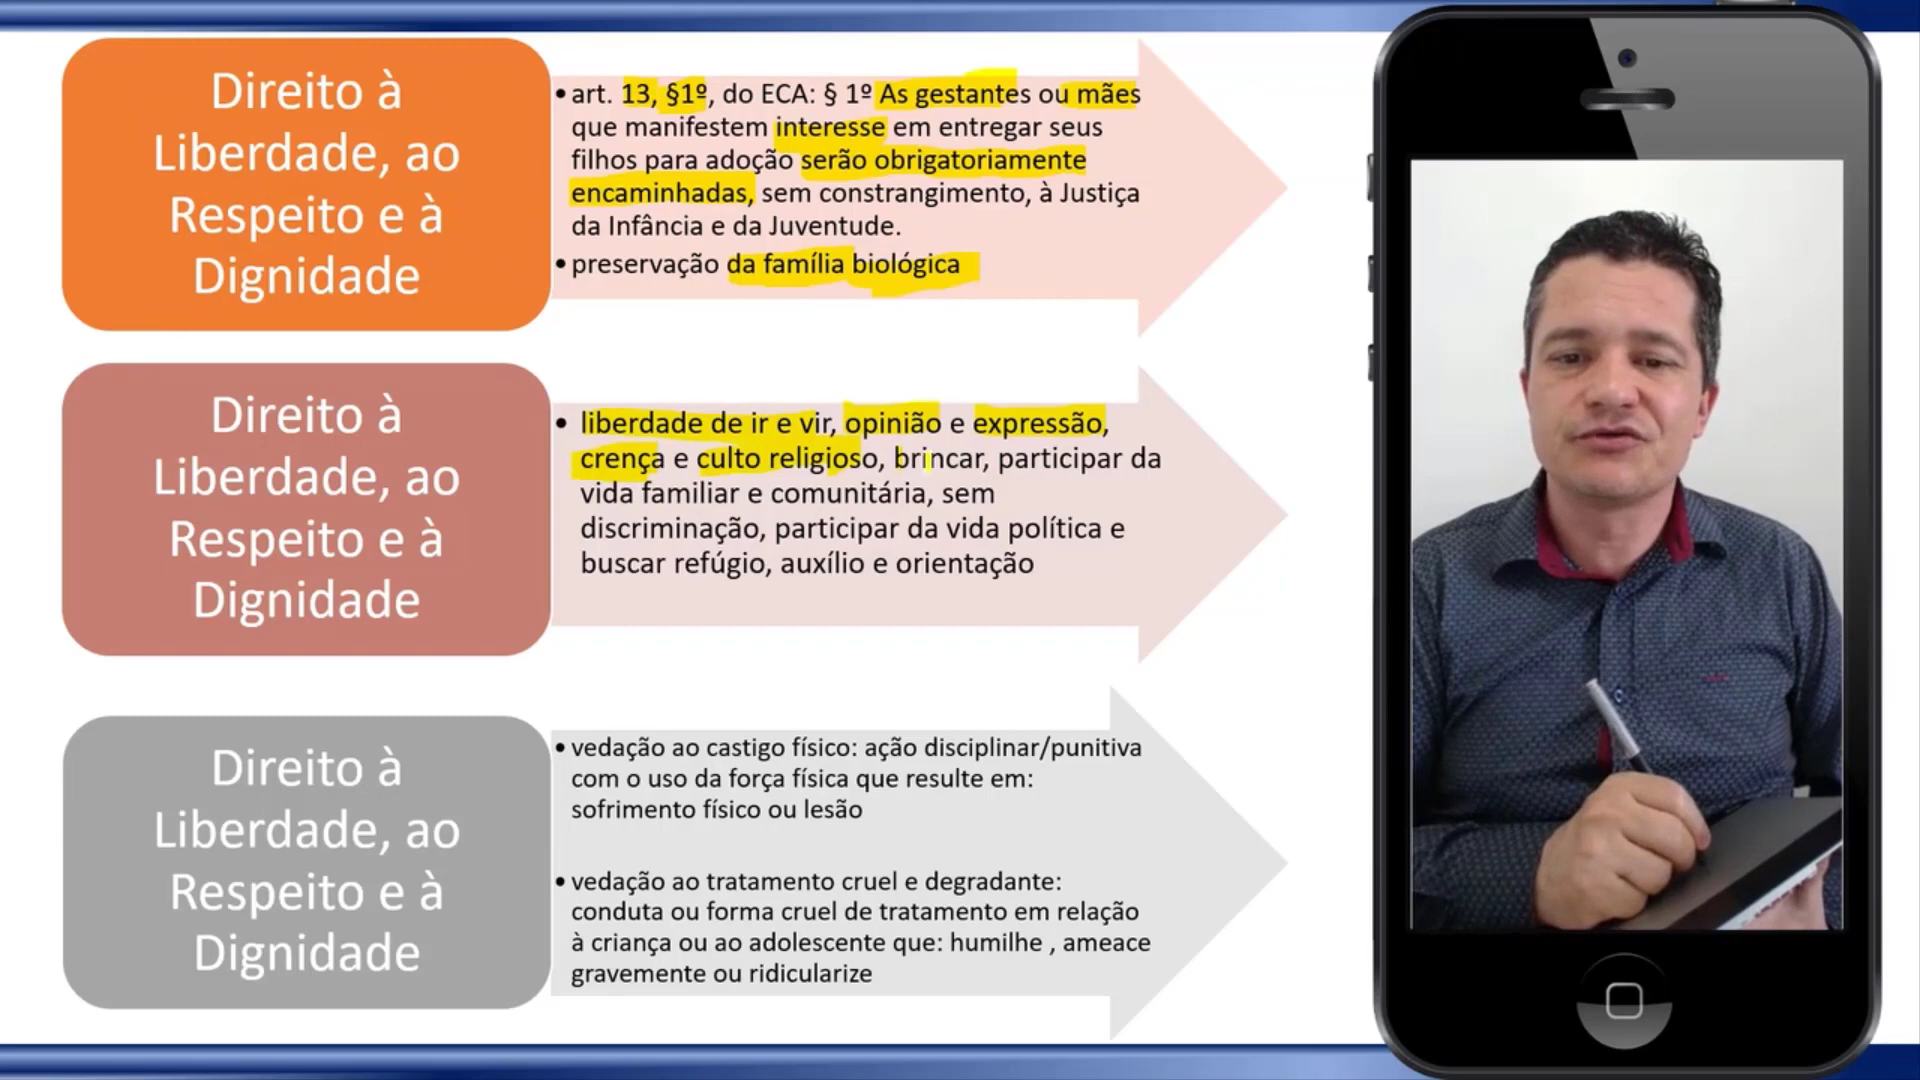 Direito à
Liberdade, ao
Respeito e à
Dignidade
• art. 13, §1º, do ECA: § 1º As gestantes ou mães
que manifestem interesse em entregar seus
filhos para adoção serão obrigatoriamente
encaminhadas, sem constrangimento, à Justiça
da Infância e da Juventude.
• preservação da família biológica
Direito à
Liberdade, ao
Respeito e à
Dignidade
• liberdade de ir e vir, opinião e expressão,
crença e culto religioso, brincar, participar da
vida familiar e comunitária, sem
discriminação, participar da vida política e
buscar refúgio, auxílio e orientação
Direito à
Liberdade, ao
Respeito e à
Dignidade
• vedação ao castigo físico: ação disciplinar/punitiva
com o uso da força física que resulte em:
sofrimento físico ou lesão
• vedação ao tratamento cruel e degradante:
conduta ou forma cruel de tratamento em relação
à criança ou ao adolescente que: humilhe , ameace
gravemente ou ridicularize